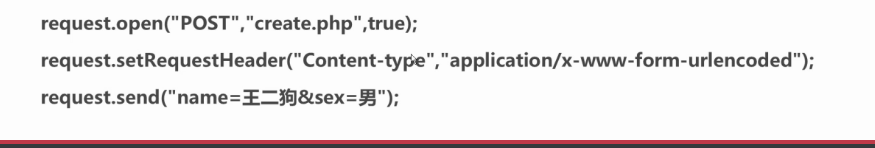 request.open("POST","create.php",true);
request.setRequestHeader("Content-type","application/x-www-form-urlencoded");
request.send("name=王二狗&sex=男");